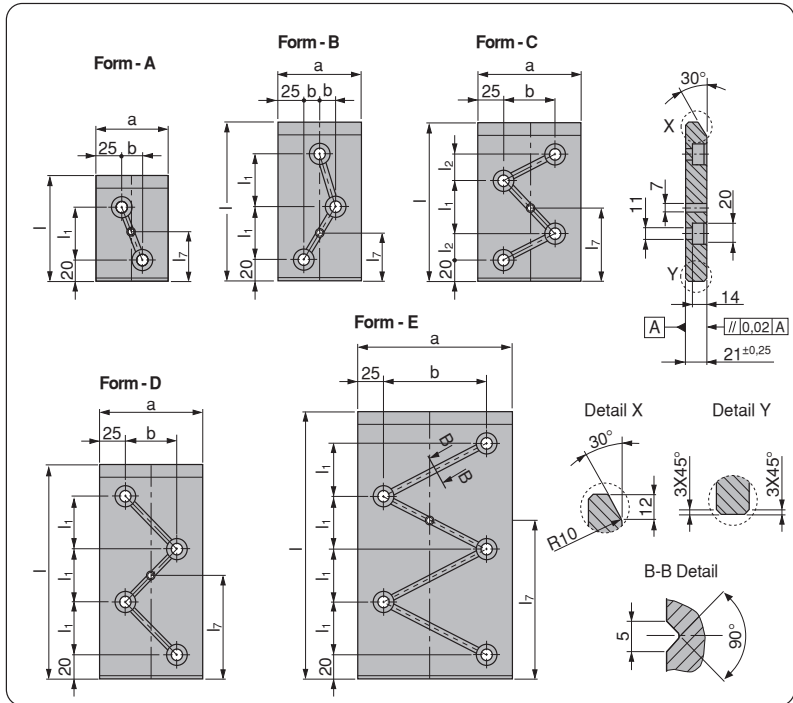 Form - A
a
25
b
l
l1
20
l7
Form - B
a
25
b
b
l
l1
l1
20
l7
Form - C
a
25
b
l
l2
l1
l2
20
l7
30°
X
7
11
20
Y
14
A
// 0,02 A
21±0,25
Form - D
a
25
b
l
l1
l1
l1
20
l7
Form - E
a
25
b
B
B
l
l1
l1
l1
l1
20
l7
Detail X
30°
12
R10
Detail Y
3X45°
3X45°
B-B Detail
5
90°